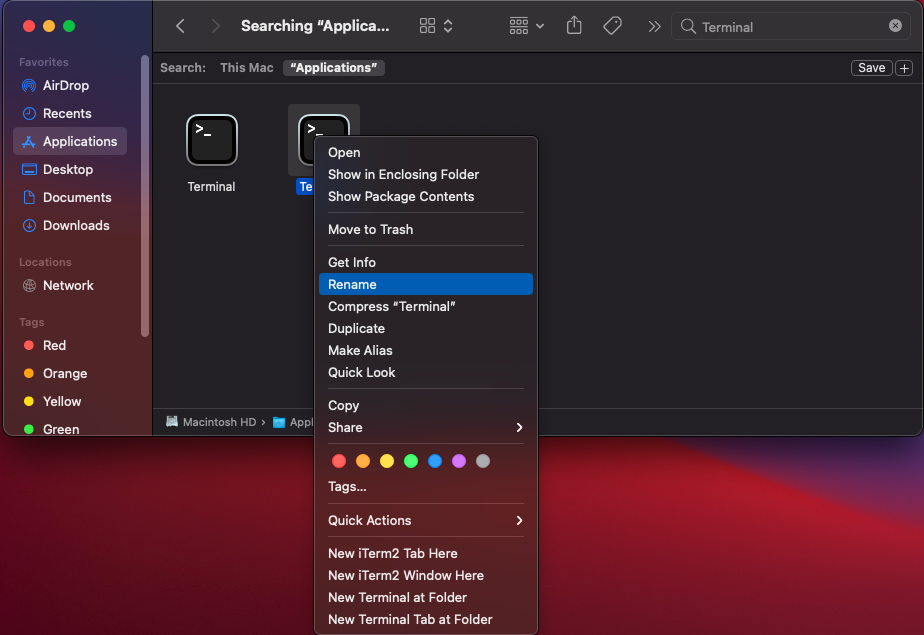 Searching “Applica...
Terminal
Search:
This Mac
“Applications”
Save
Favorites
AirDrop
Recents
Applications
Desktop
Documents
Downloads
Locations
Network
Tags
Red
Orange
Yellow
Green
>_
Terminal
>_
Te
Macintosh HD ›
Appl
Open
Show in Enclosing Folder
Show Package Contents
Move to Trash
Get Info
Rename
Compress “Terminal”
Duplicate
Make Alias
Quick Look
Copy
Share
Tags...
Quick Actions
New iTerm2 Tab Here
New iTerm2 Window Here
New Terminal at Folder
New Terminal Tab at Folder